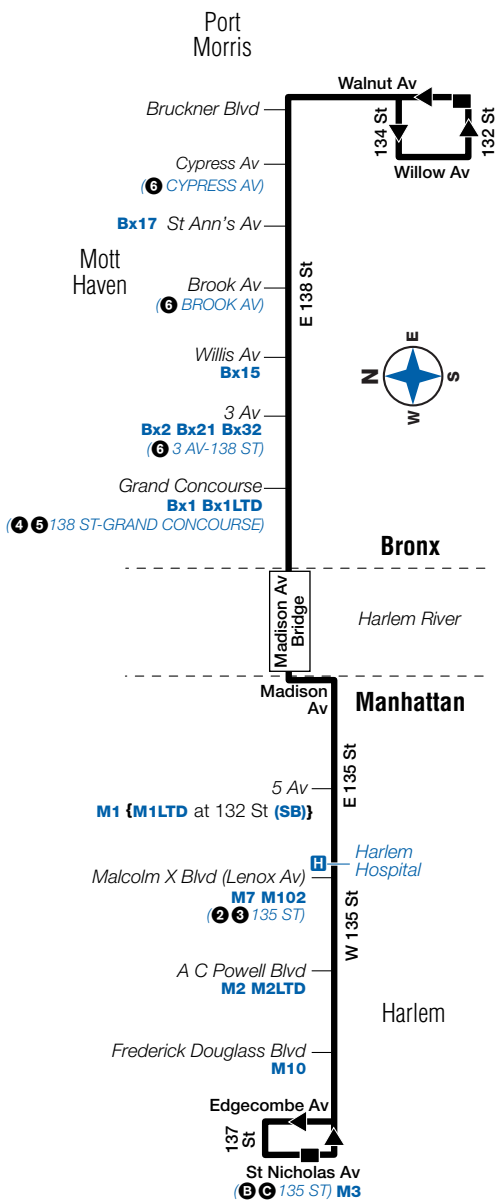 Port
Morris
Walnut Av
Bruckner Blvd
134 St
132 St
Cypress Av
(6 CYPRESS AV)
Willow Av
Bx17 St Ann's Av
Mott
Haven
E 138 St
Brook Av
(6 BROOK AV)
E
N
S
W
Willis Av
Bx15
3 Av
Bx2 Bx21 Bx32
(6 3 AV-138 ST)
Grand Concourse
Bx1 Bx1LTD
(4 5 138 ST-GRAND CONCOURSE)
Bronx
Madison Av
Bridge
Harlem River
Madison
Av
Manhattan
E 135 St
5 Av
M1 {M1LTD at 132 St (SB)}
H
Harlem
Hospital
Malcolm X Blvd (Lenox Av)
M7 M102
(2 3 135 ST)
W 135 St
A C Powell Blvd
M2 M2LTD
Harlem
Frederick Douglass Blvd
M10
Edgecombe Av
137
St
St Nicholas Av
(B C 135 ST) M3